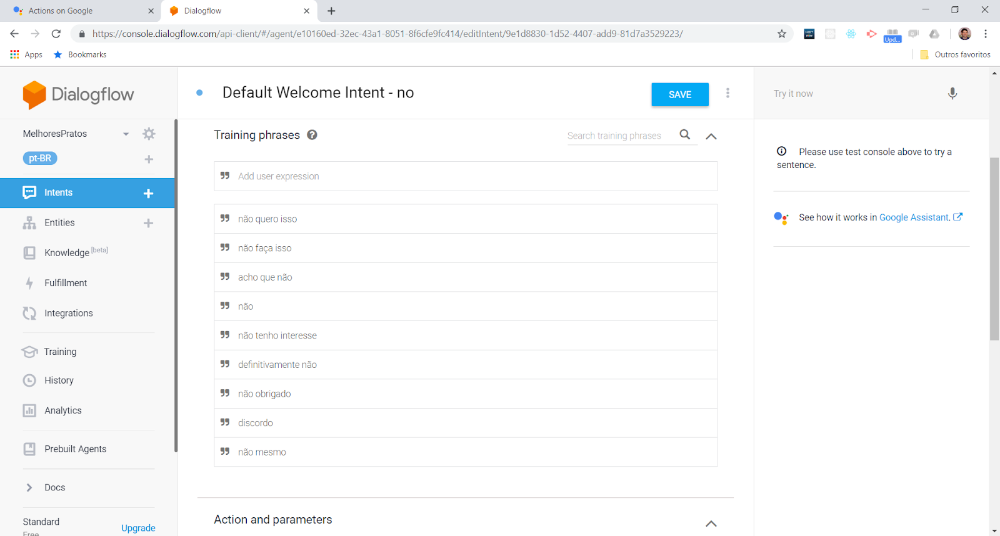 Actions on Google
Dialogflow
https://console.dialogflow.com/api-client/#/agent/e10160ed-32ec-43a1-8051-8f6cfe9fc414/editIntent/9e1d8830-1d52-4407-add9-81d7a3529223/
Upd...
Apps
Bookmarks
Outros favoritos
Dialogflow
Default Welcome Intent - no
SAVE
Try it now
MelhoresPratos
pt-BR
Intents
Entities
Knowledge [beta]
Fulfillment
Integrations
Training
History
Analytics
Prebuilt Agents
Docs
Standard
Free
Upgrade
Training phrases
Search training phrases
Add user expression
não quero isso
não faça isso
acho que não
não
não tenho interesse
definitivamente não
não obrigado
discordo
não mesmo
Action and parameters
Please use test console above to try a
sentence.
See how it works in Google Assistant.